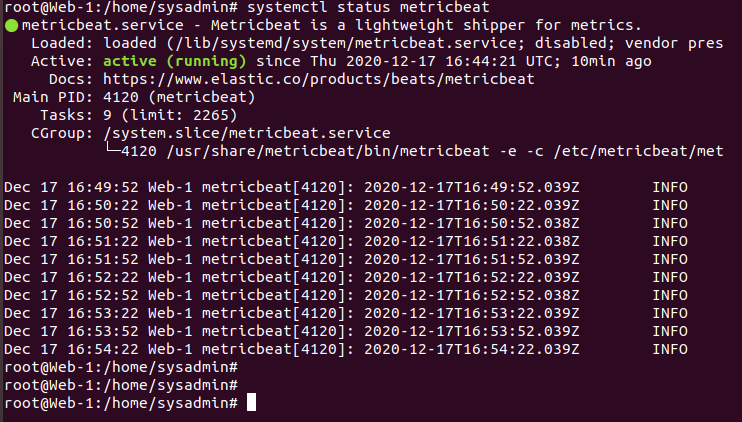 root@Web-1:/home/sysadmin# systemctl status metricbeat
● metricbeat.service - Metricbeat is a lightweight shipper for metrics.
   Loaded: loaded (/lib/systemd/system/metricbeat.service; disabled; vendor pres
   Active: active (running) since Thu 2020-12-17 16:44:21 UTC; 10min ago
     Docs: https://www.elastic.co/products/beats/metricbeat
 Main PID: 4120 (metricbeat)
    Tasks: 9 (limit: 2265)
   CGroup: /system.slice/metricbeat.service
           └─4120 /usr/share/metricbeat/bin/metricbeat -e -c /etc/metricbeat/met
Dec 17 16:49:52 Web-1 metricbeat[4120]: 2020-12-17T16:49:52.039Z        INFO
Dec 17 16:50:22 Web-1 metricbeat[4120]: 2020-12-17T16:50:22.039Z        INFO
Dec 17 16:50:52 Web-1 metricbeat[4120]: 2020-12-17T16:50:52.038Z        INFO
Dec 17 16:51:22 Web-1 metricbeat[4120]: 2020-12-17T16:51:22.038Z        INFO
Dec 17 16:51:52 Web-1 metricbeat[4120]: 2020-12-17T16:51:52.039Z        INFO
Dec 17 16:52:22 Web-1 metricbeat[4120]: 2020-12-17T16:52:22.039Z        INFO
Dec 17 16:52:52 Web-1 metricbeat[4120]: 2020-12-17T16:52:52.038Z        INFO
Dec 17 16:53:22 Web-1 metricbeat[4120]: 2020-12-17T16:53:22.039Z        INFO
Dec 17 16:53:52 Web-1 metricbeat[4120]: 2020-12-17T16:53:52.039Z        INFO
Dec 17 16:54:22 Web-1 metricbeat[4120]: 2020-12-17T16:54:22.039Z        INFO
root@Web-1:/home/sysadmin#
root@Web-1:/home/sysadmin#
root@Web-1:/home/sysadmin#